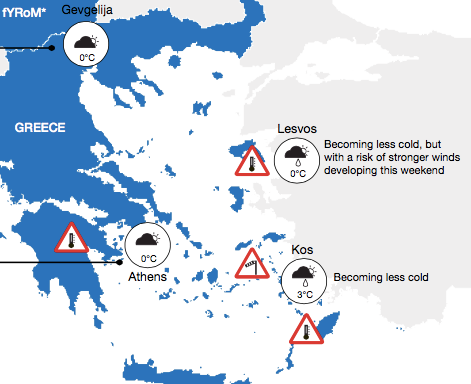 Gevgelija
fYRoM*
0°C
GREECE
Lesvos
Becoming less cold, but
with a risk of stronger winds
developing this weekend
0°C
0°C
Athens
Kos
Becoming less cold
3°C